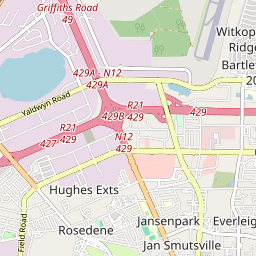 Griffiths Road
49
Witkop
Ridge
Bartlet
429A - N12
429A
20
Yaldwyn Road
R21
429B 429
429
R21
427 429
N12
429
Hughes Exts
Field Road
Jansenpark
Everleig
Rosedene
Jan Smutsville